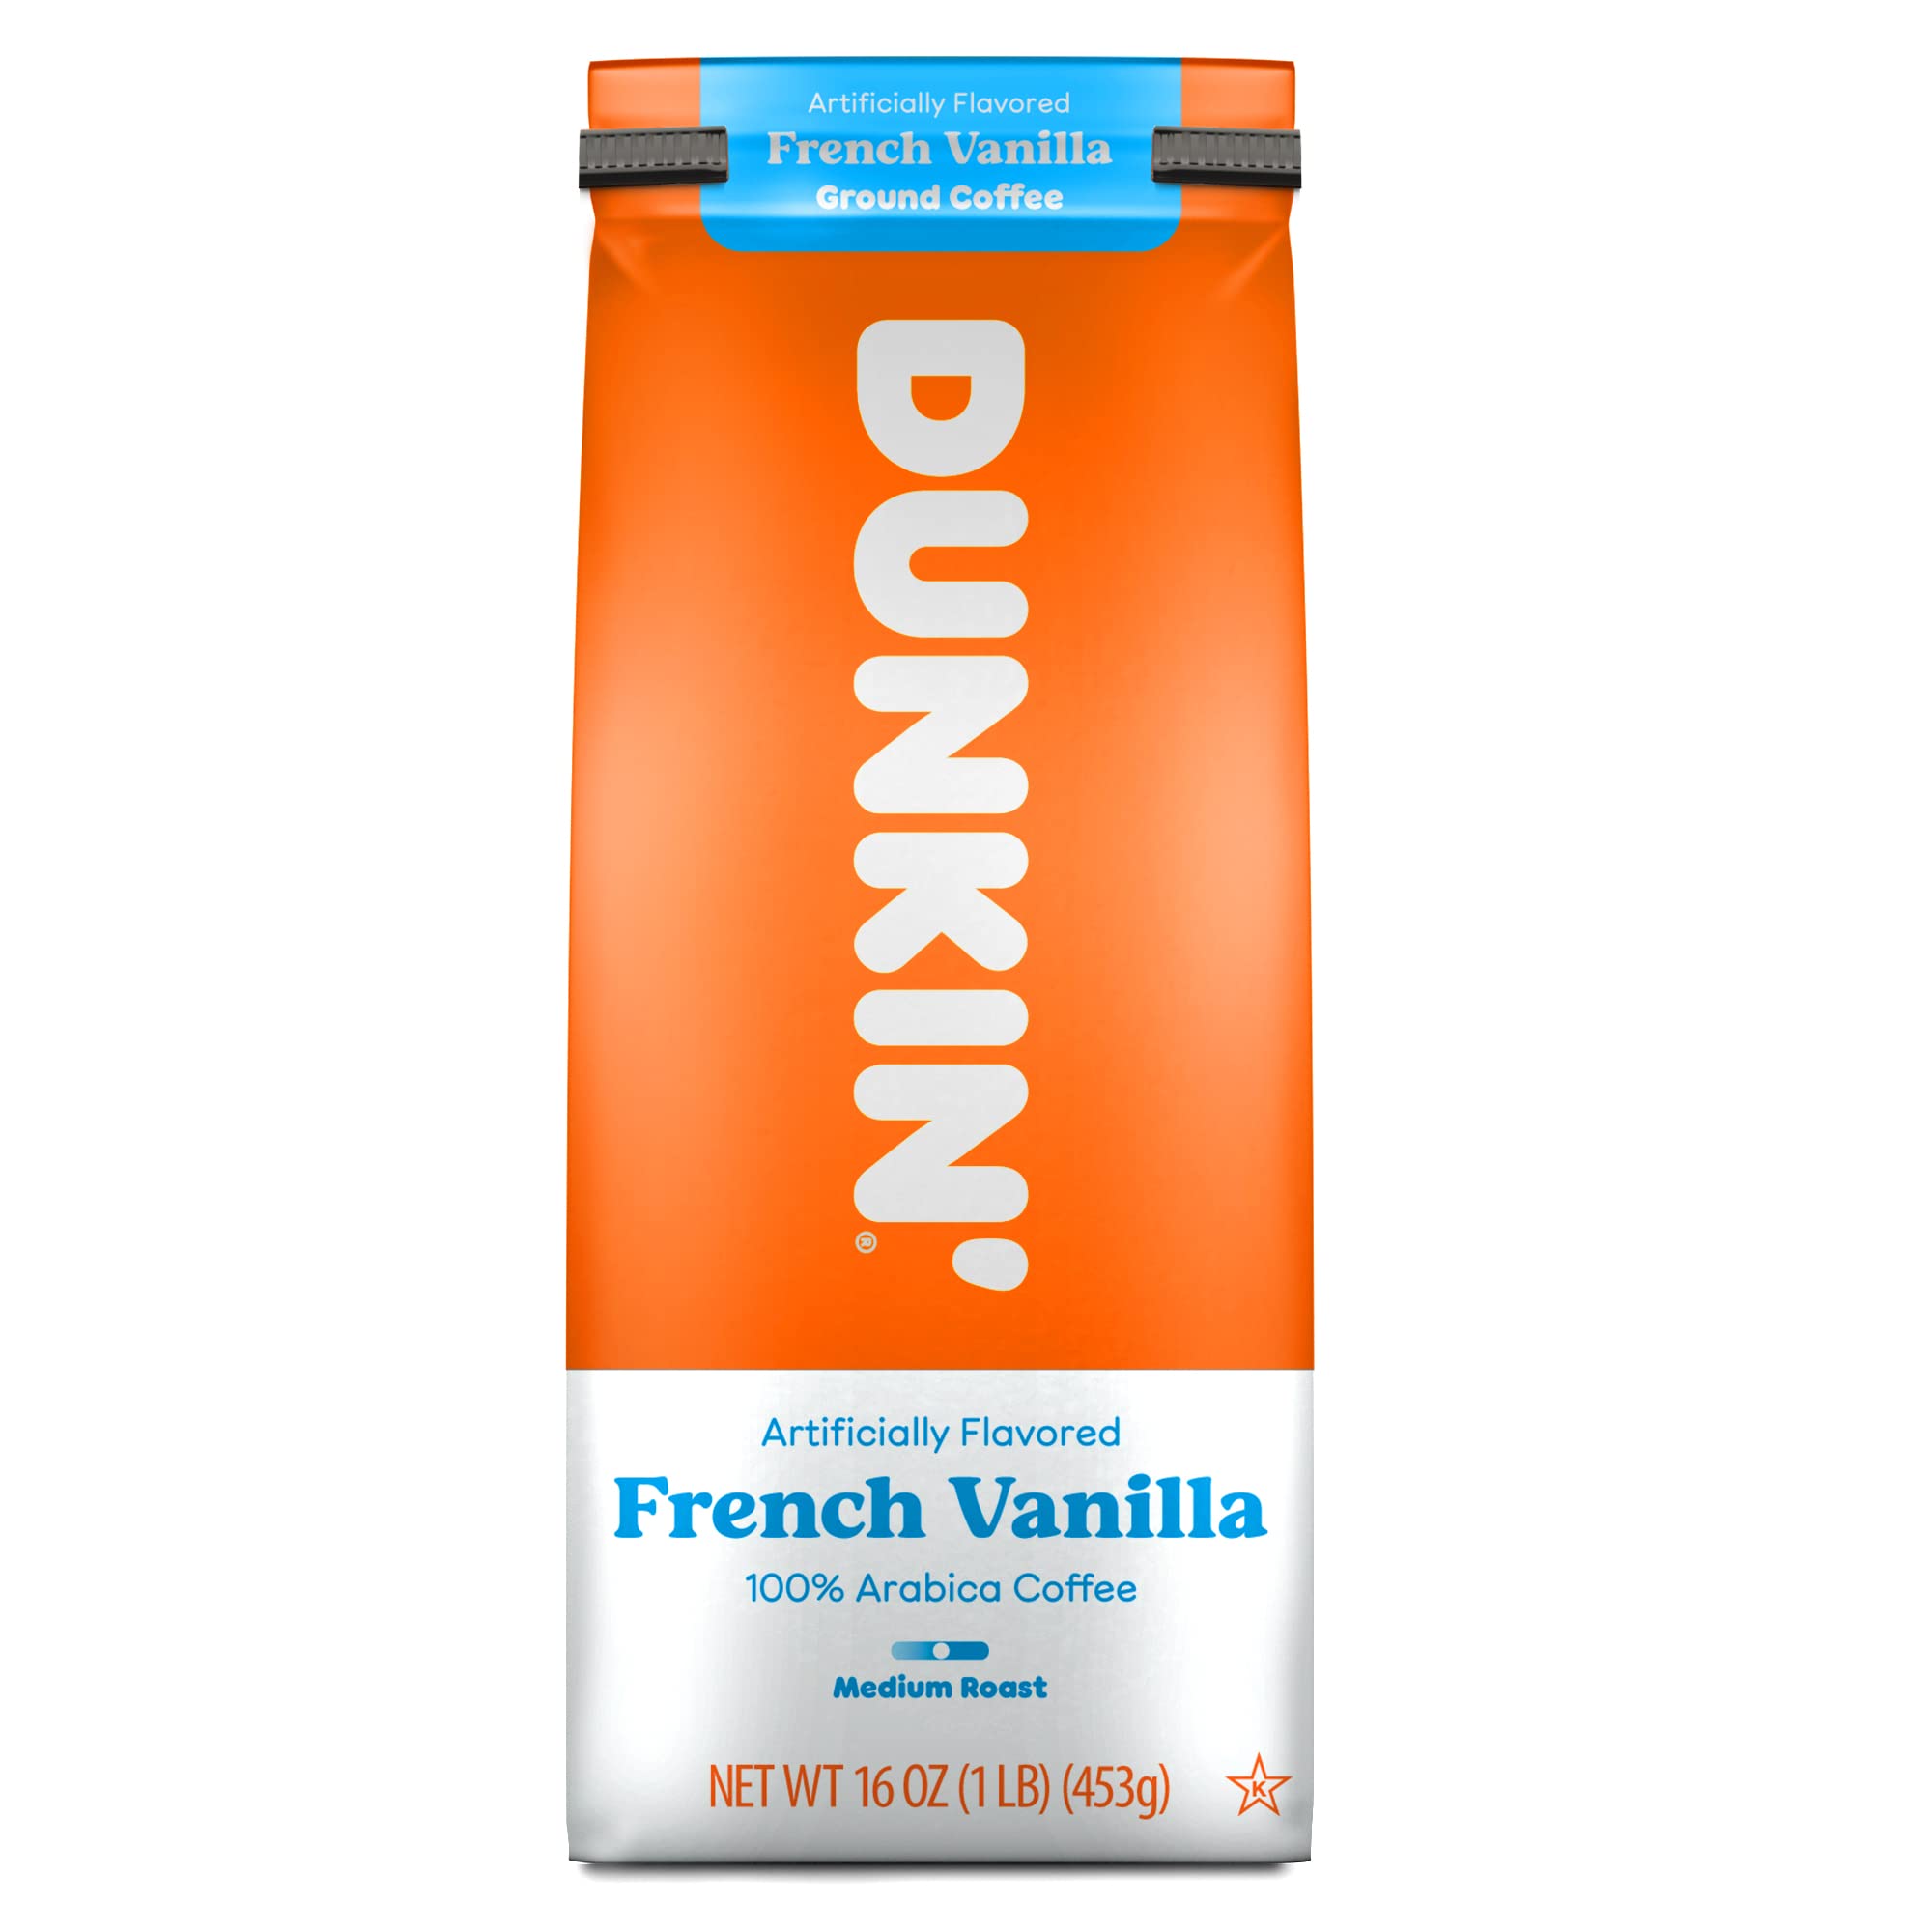 Artificially Flavored
French Vanilla
Ground Coffee
DUNKIN'
®
Artificially Flavored
French Vanilla
100% Arabica Coffee
Medium Roast
NET WT 16 OZ (1 LB) (453g)
K